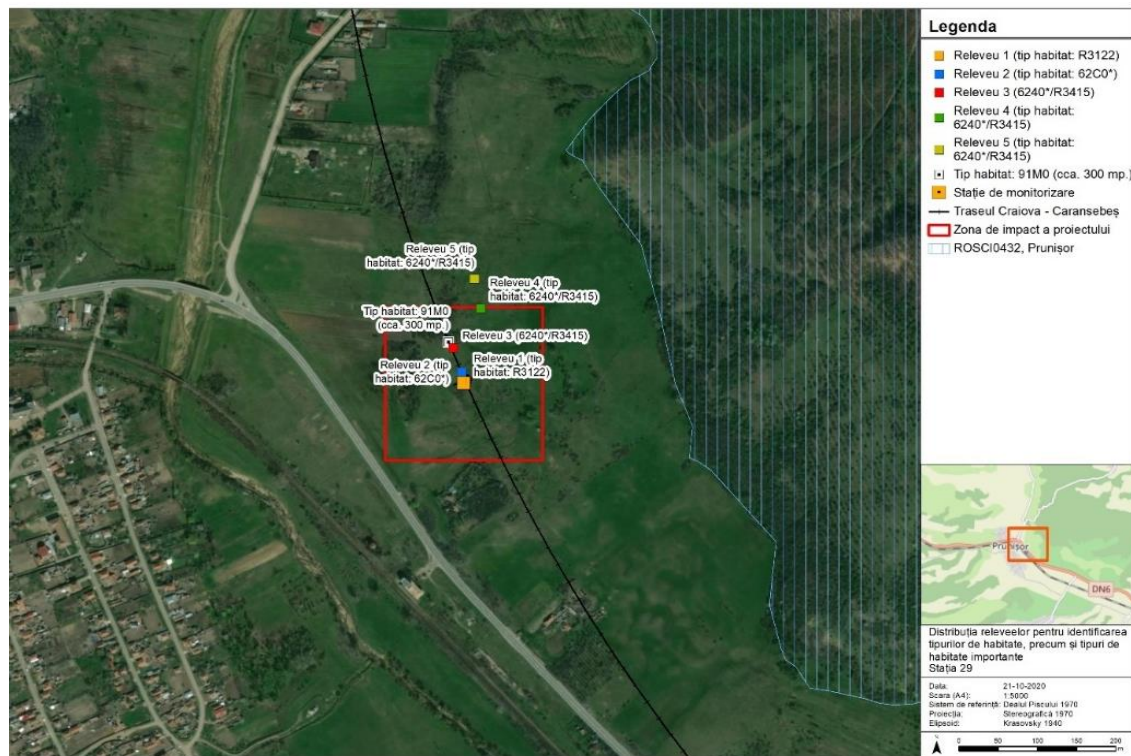 Releveu 5 (tip
habitat: 6240*/R3415)
Releveu 4 (tip
habitat: 6240*/R3415)
Tip habitat: 91M0
(cca. 300 mp.)
Releveu 3 (6240*/R3415)
Releveu 2 (tip
habitat: 62C0*)
Releveu 1 (tip
habitat: R3122)
Legenda
Releveu 1 (tip habitat: R3122)
Releveu 2 (tip habitat: 62C0*)
Releveu 3 (6240*/R3415)
Releveu 4 (tip habitat:
6240*/R3415)
Releveu 5 (tip habitat:
6240*/R3415)
Tip habitat: 91M0 (cca. 300 mp.)
Stație de monitorizare
Traseul Craiova - Caransebeș
Zona de impact a proiectului
ROSCI0432, Prunișor
Prunișor
DN6
Distribuția releveelor pentru identificarea
tipurilor de habitate, precum și tipuri de
habitate importante
Stația 29
Data: 21-10-2020
Scara (A4): 1:5000
Sistem de referință: Dealul Piscului 1970
Proiecția: Stereografică 1970
Elipsoid: Krasovsky 1940
0 50 100 150 200
m